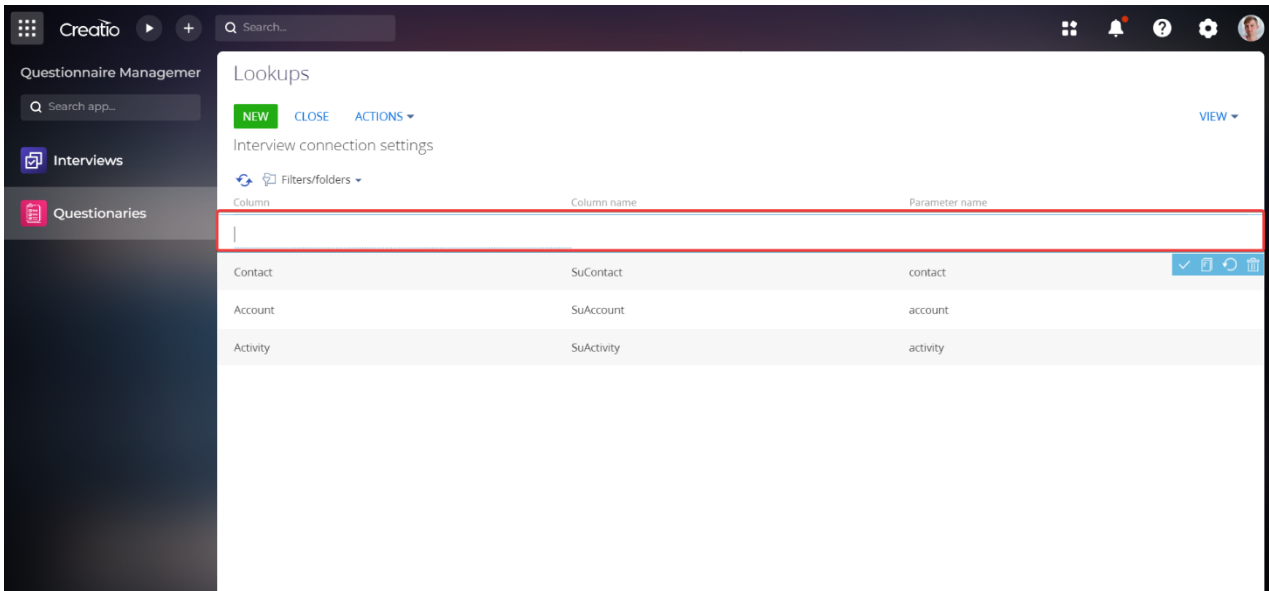 Creatio
Search...
Questionnaire Managemer
Search app...
Interviews
Questionaries
Lookups
NEW CLOSE ACTIONS VIEW
Interview connection settings
Filters/folders
Column Column name Parameter name
Contact SuContact contact
Account SuAccount account
Activity SuActivity activity